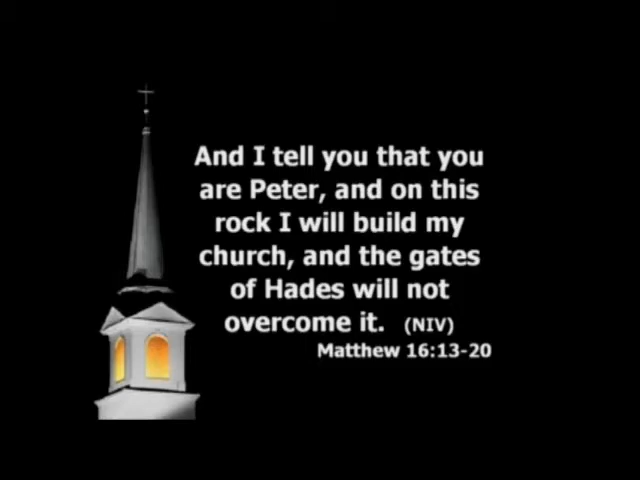 And I tell you that you
are Peter, and on this
rock I will build my
church, and the gates
of Hades will not
overcome it. (NIV)
Matthew 16:13-20